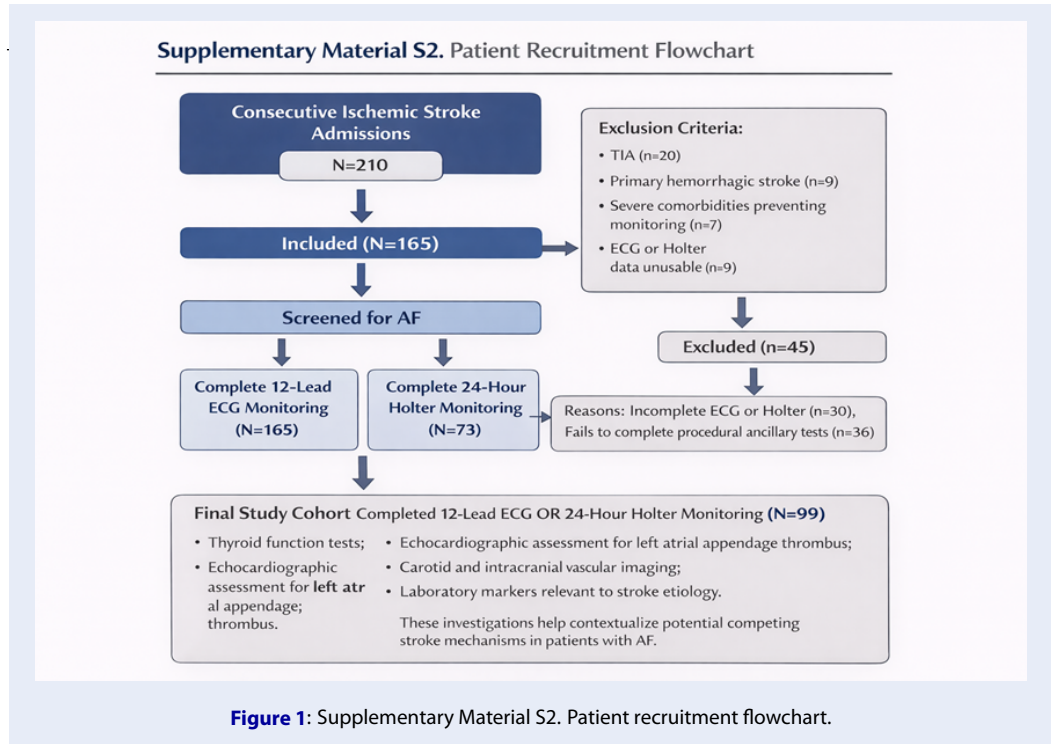 Supplementary Material S2. Patient Recruitment Flowchart
Consecutive Ischemic Stroke
Admissions
N=210
Included (N=165)
Exclusion Criteria:
• TIA (n=20)
• Primary hemorrhagic stroke (n=9)
• Severe comorbidities preventing
monitoring (n=7)
• ECG or Holter
data unusable (n=9)
Screened for AF
Excluded (n=45)
Complete 12-Lead
ECG Monitoring
(N=165)
Complete 24-Hour
Holter Monitoring
(N=73)
Reasons: Incomplete ECG or Holter (n=30),
Fails to complete procedural ancillary tests (n=36)
Final Study Cohort Completed 12-Lead ECG OR 24-Hour Holter Monitoring (N=99)
• Thyroid function tests;
• Echocardiographic
assessment for left atr
al appendage;
thrombus.
• Echocardiographic assessment for left atrial appendage thrombus;
• Carotid and intracranial vascular imaging;
• Laboratory markers relevant to stroke etiology.
These investigations help contextualize potential competing
stroke mechanisms in patients with AF.
Figure 1: Supplementary Material S2. Patient recruitment flowchart.